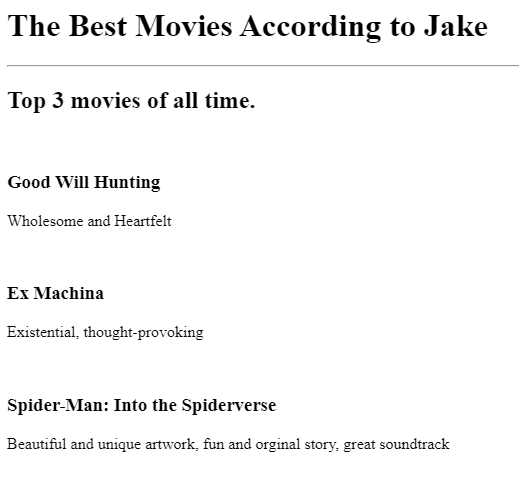 The Best Movies According to Jake
Top 3 movies of all time.
Good Will Hunting
Wholesome and Heartfelt
Ex Machina
Existential, thought-provoking
Spider-Man: Into the Spiderverse
Beautiful and unique artwork, fun and orginal story, great soundtrack